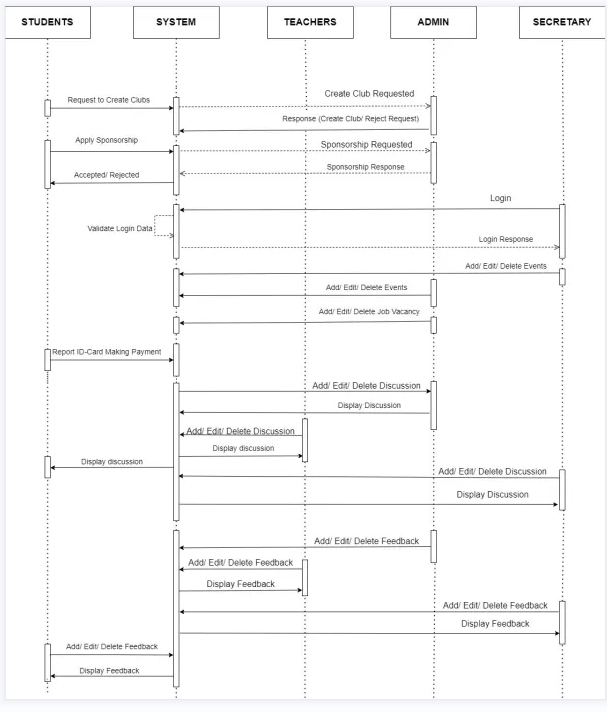 STUDENTS
SYSTEM
TEACHERS
ADMIN
SECRETARY
Create Club Requested
Request to Create Clubs
Response (Create Club/ Reject Request)
Apply Sponsorship
Sponsorship Requested
Sponsorship Response
Accepted/ Rejected
Login
Validate Login Data
Login Response
Add/ Edit/ Delete Events
Add/ Edit/ Delete Events
Add/ Edit/ Delete Job Vacancy
Report ID-Card Making Payment
Add/ Edit/ Delete Discussion
Display Discussion
Add/ Edit/ Delete Discussion
Display discussion
Display discussion
Add/ Edit/ Delete Discussion
Display Discussion
Add/ Edit/ Delete Feedback
Add/ Edit/ Delete Feedback
Display Feedback
Add/ Edit/ Delete Feedback
Display Feedback
Add/ Edit/ Delete Feedback
Display Feedback